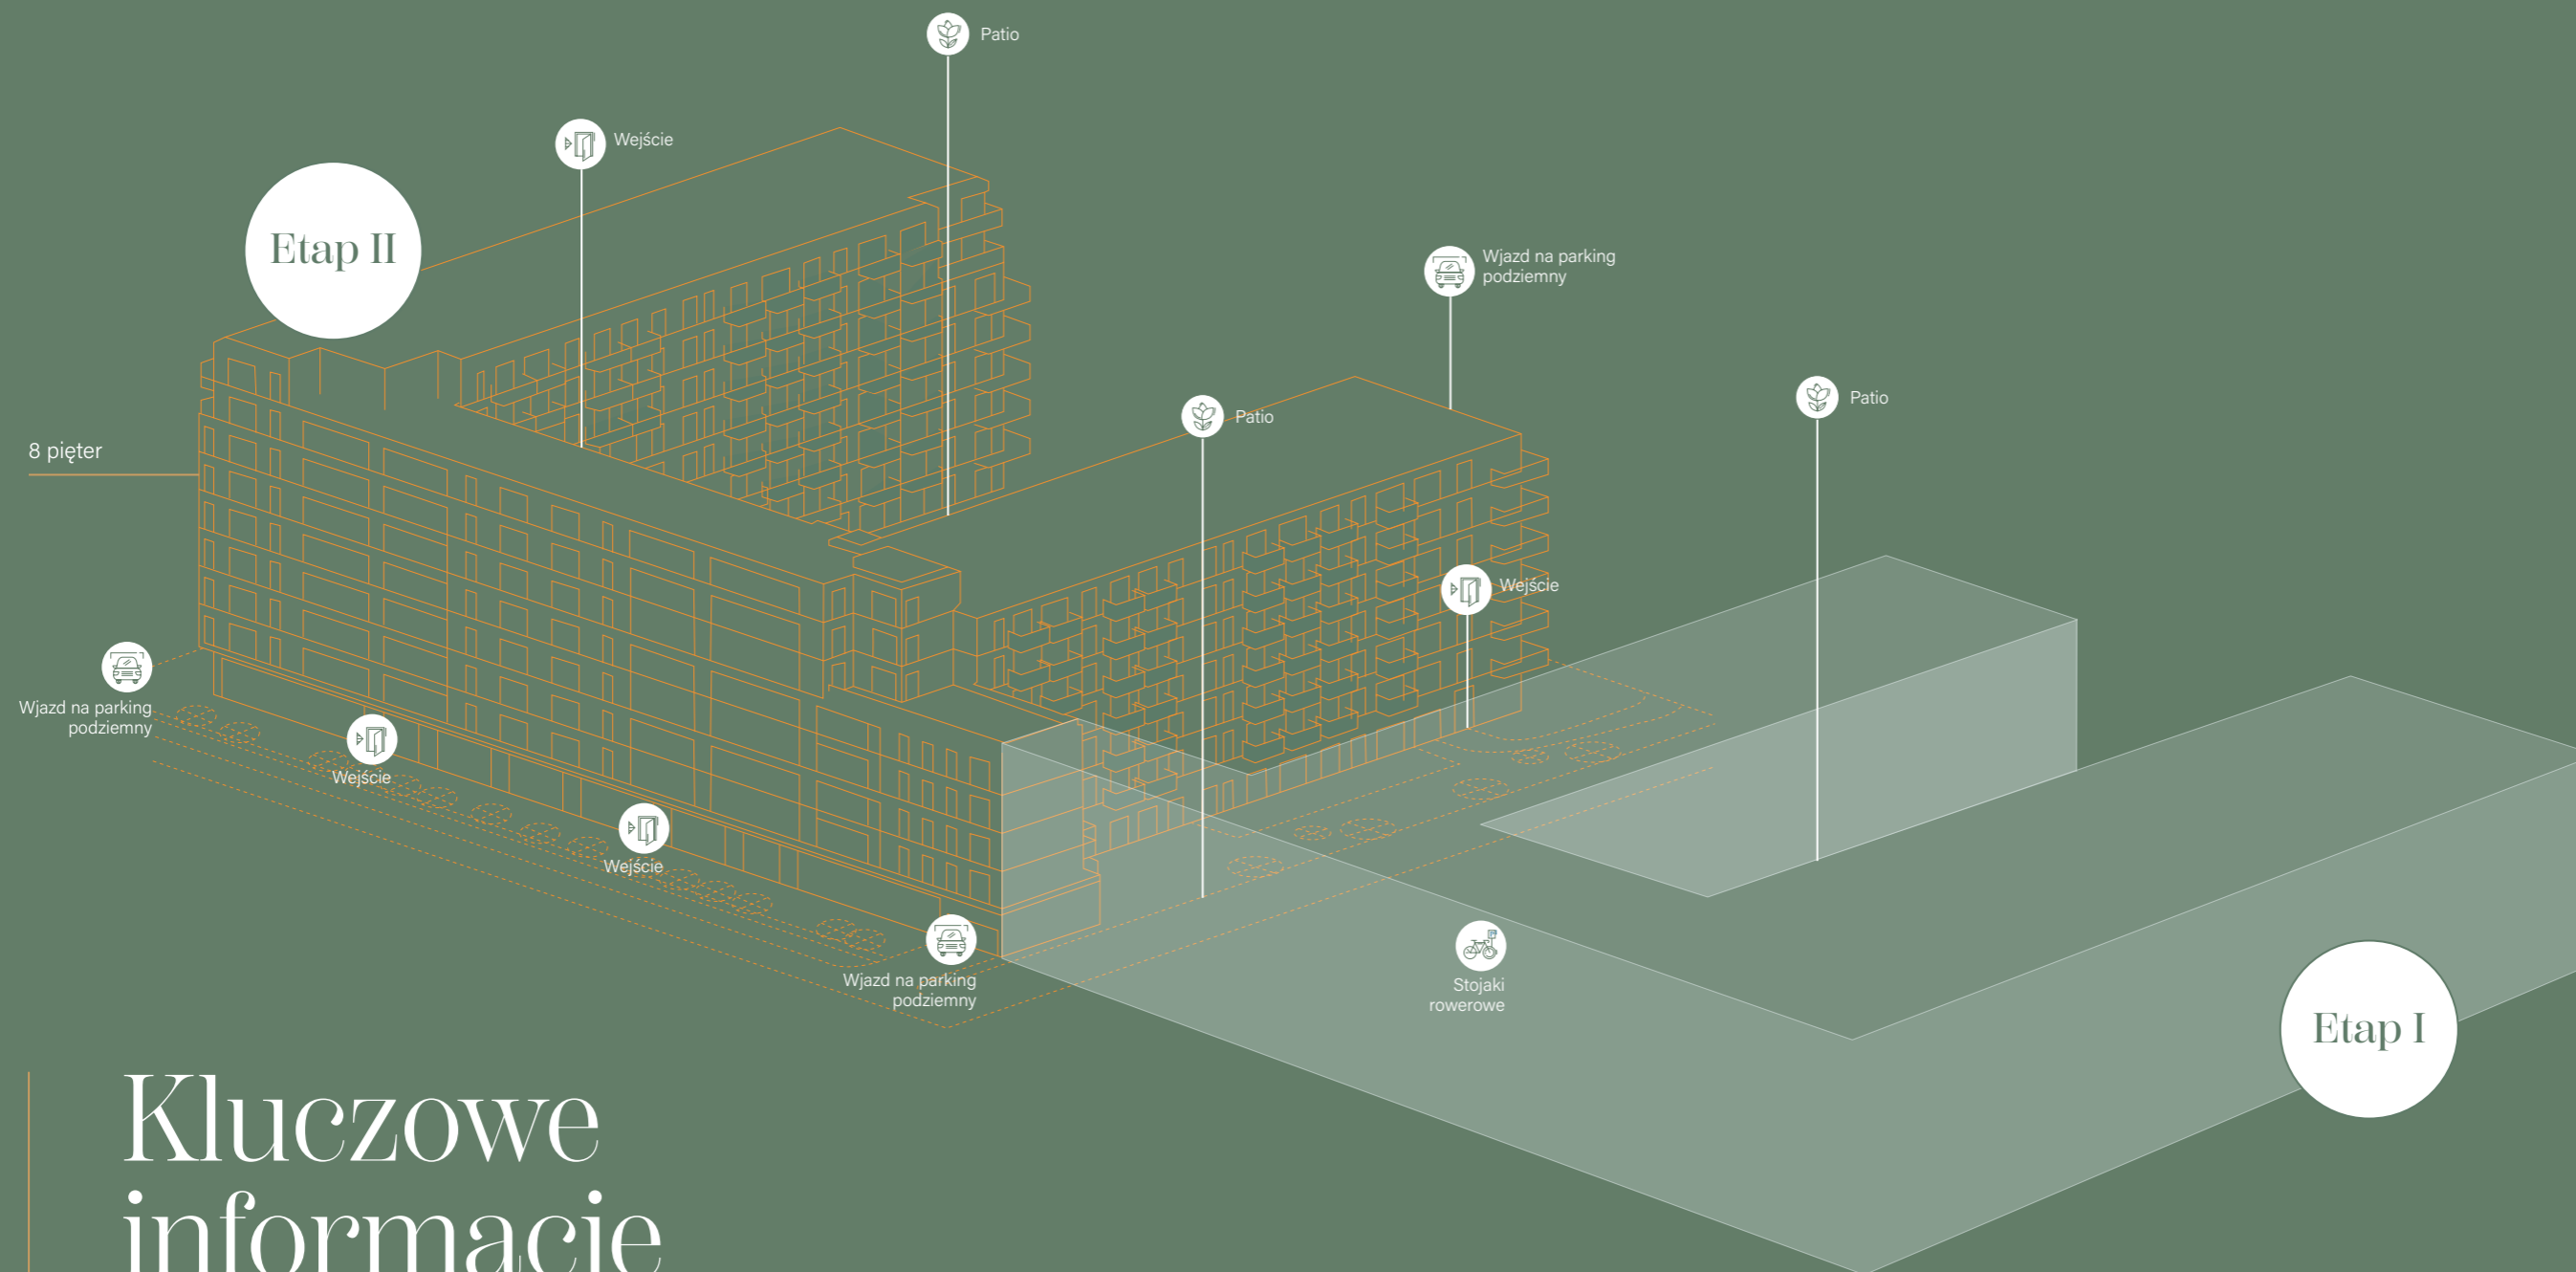 Patio
Wejście
Etap II
Wjazd na parking
podziemny
Patio
Patio
8 pięter
Wejście
Wjazd na parking
podziemny
Wejście
Wejście
Wjazd na parking
podziemny
Stojaki
rowerowe
Etap I
Kluczowe
informacje